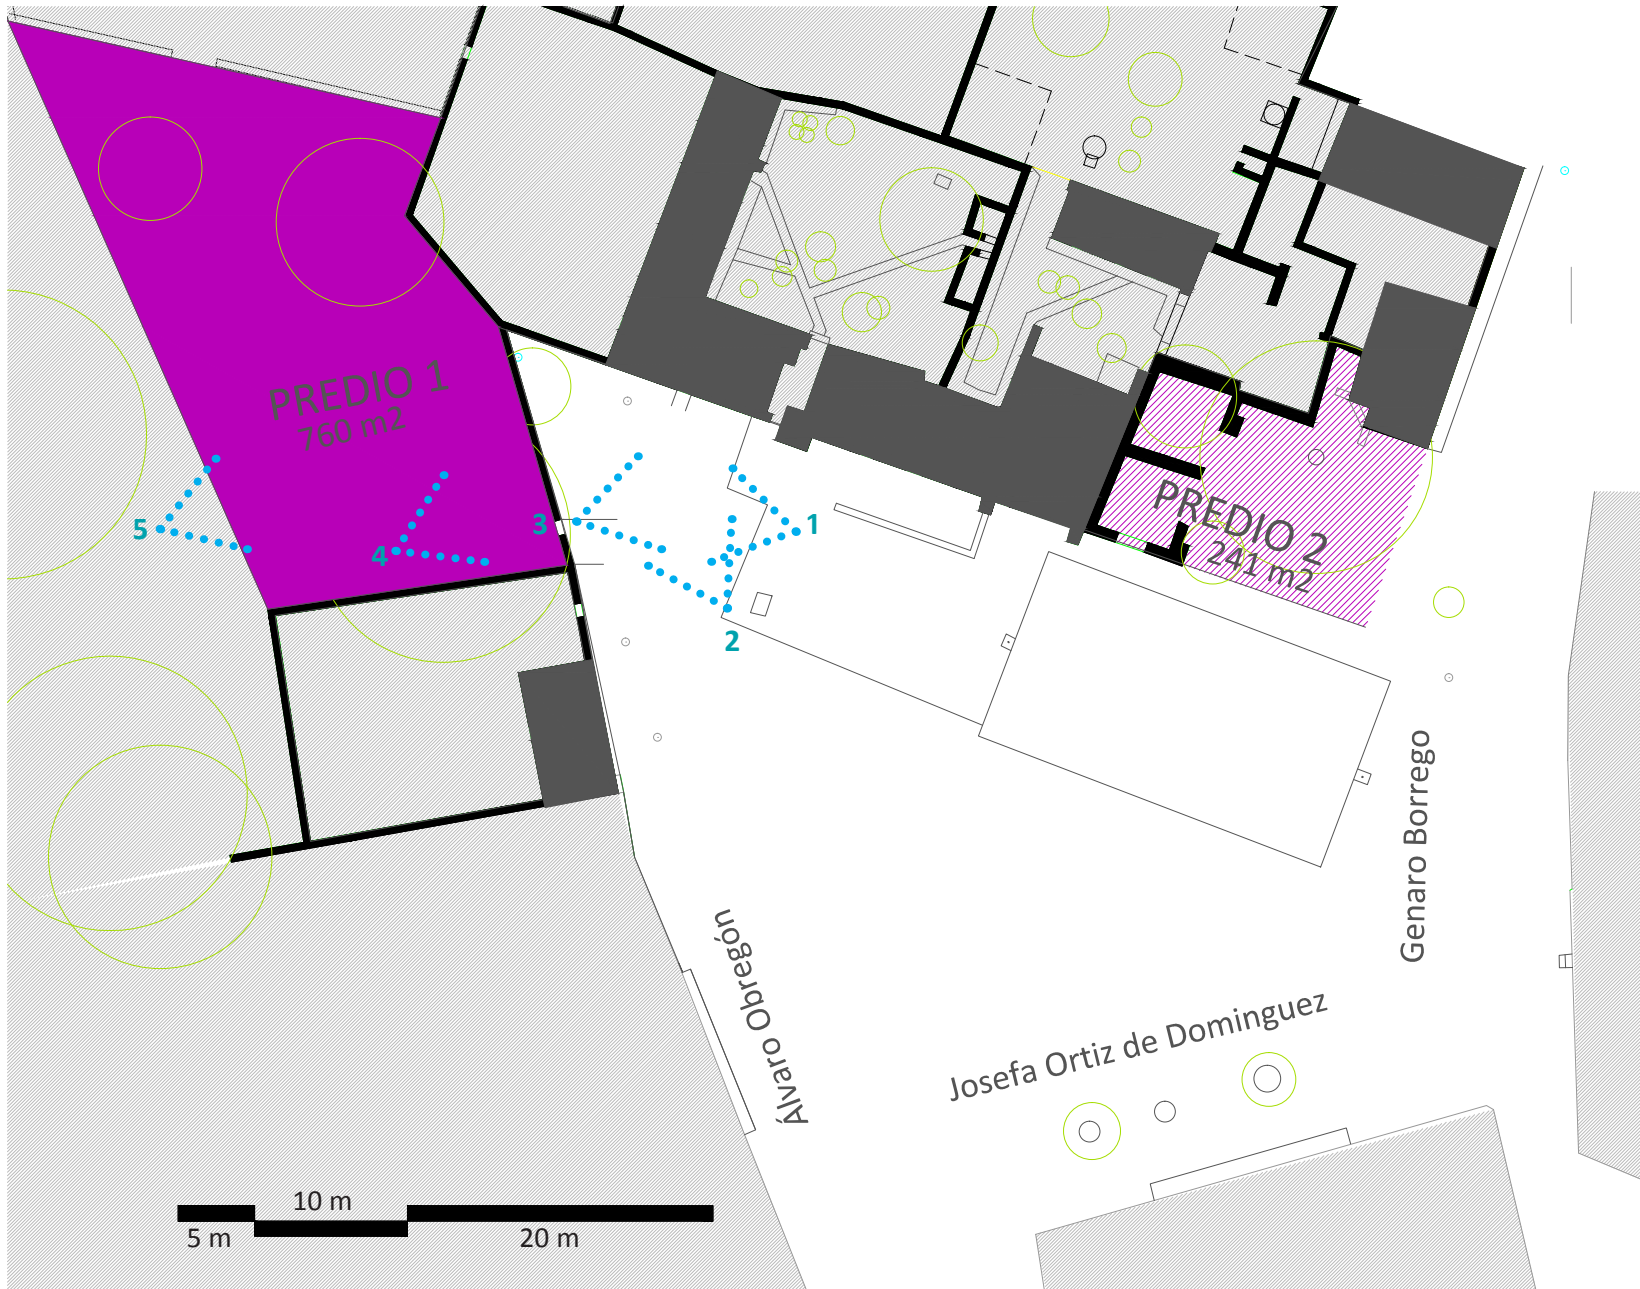 PREDIO 1
760 m2
PREDIO 2
241 m2
5
4
3
1
2
Genaro Borrego
Álvaro Obregón
Josefa Ortiz de Dominguez
10 m
5 m
20 m